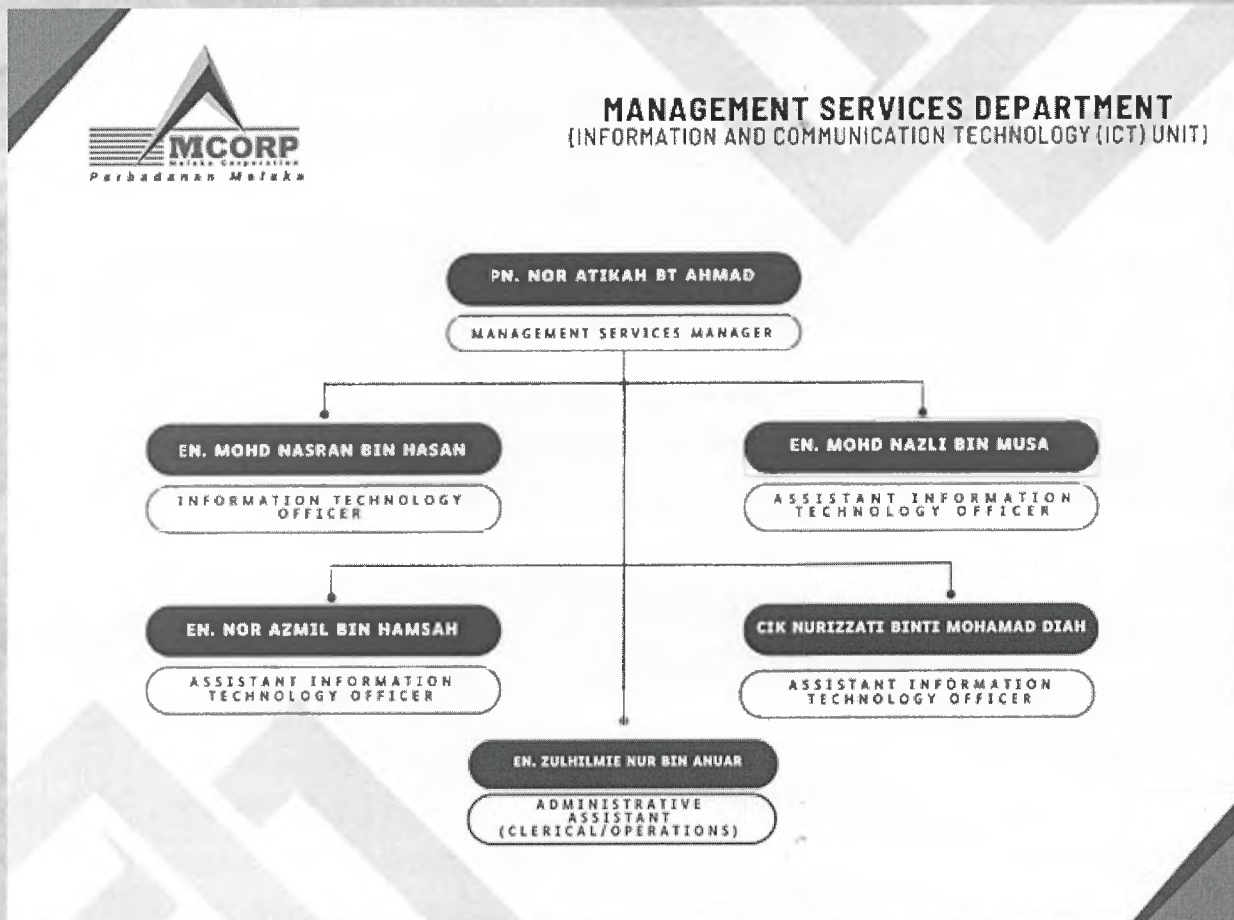 MCORP
Melaka Corporation
Perbadanan Melaka
MANAGEMENT SERVICES DEPARTMENT
(INFORMATION AND COMMUNICATION TECHNOLOGY (ICT) UNIT)
PN. NOR ATIKAH BT AHMAD
MANAGEMENT SERVICES MANAGER
EN. MOHD NASRAN BIN HASAN
INFORMATION TECHNOLOGY
OFFICER
EN. MOHD NAZLI BIN MUSA
ASSISTANT INFORMATION
TECHNOLOGY OFFICER
EN. NOR AZMIL BIN HAMSAH
ASSISTANT INFORMATION
TECHNOLOGY OFFICER
CIK NURIZZATI BINTI MOHAMAD DIAH
ASSISTANT INFORMATION
TECHNOLOGY OFFICER
EN. ZULHILMIE NUR BIN ANUAR
ADMINISTRATIVE
ASSISTANT
(CLERICAL/OPERATIONS)